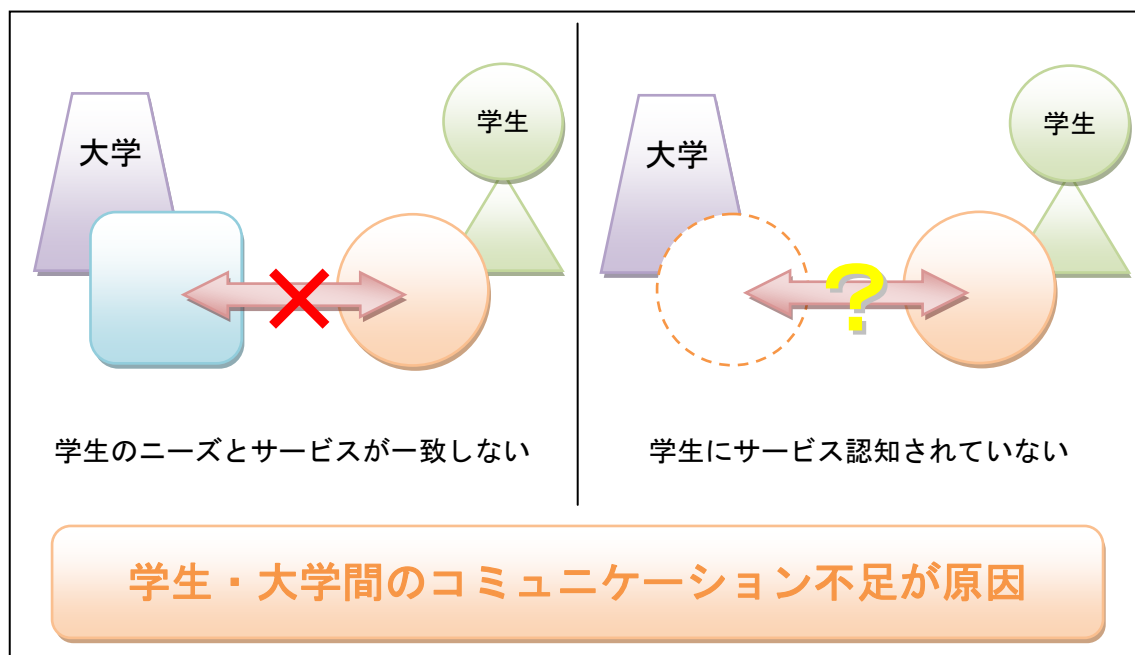 大学
学生
学生のニーズとサービスが一致しない
大学
学生
?
学生にサービス認知されていない
学生・大学間のコミュニケーション不足が原因